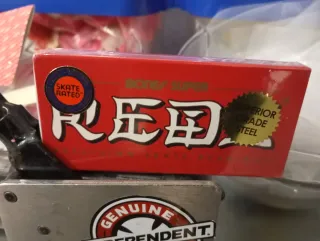 SKATE
RATED
BONES SUPER
REDS
SUPERIOR
GRADE
STEEL
GENUINE
INDEPENDENT